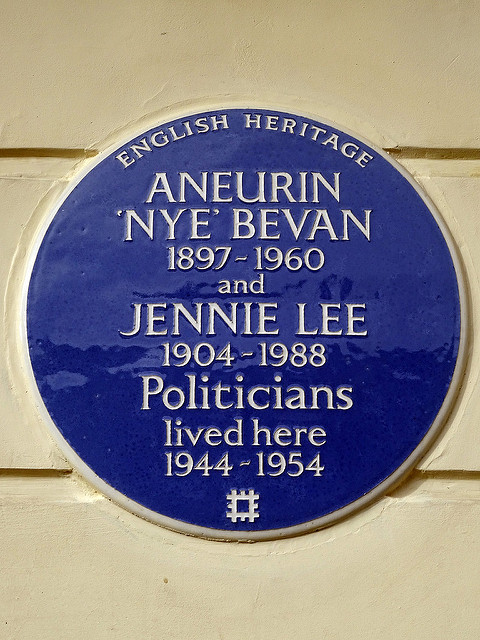 ENGLISH HERITAGE
ANEURIN
'NYE' BEVAN
1897-1960
and
JENNIE LEE
1904-1988
Politicians
lived here
1944-1954